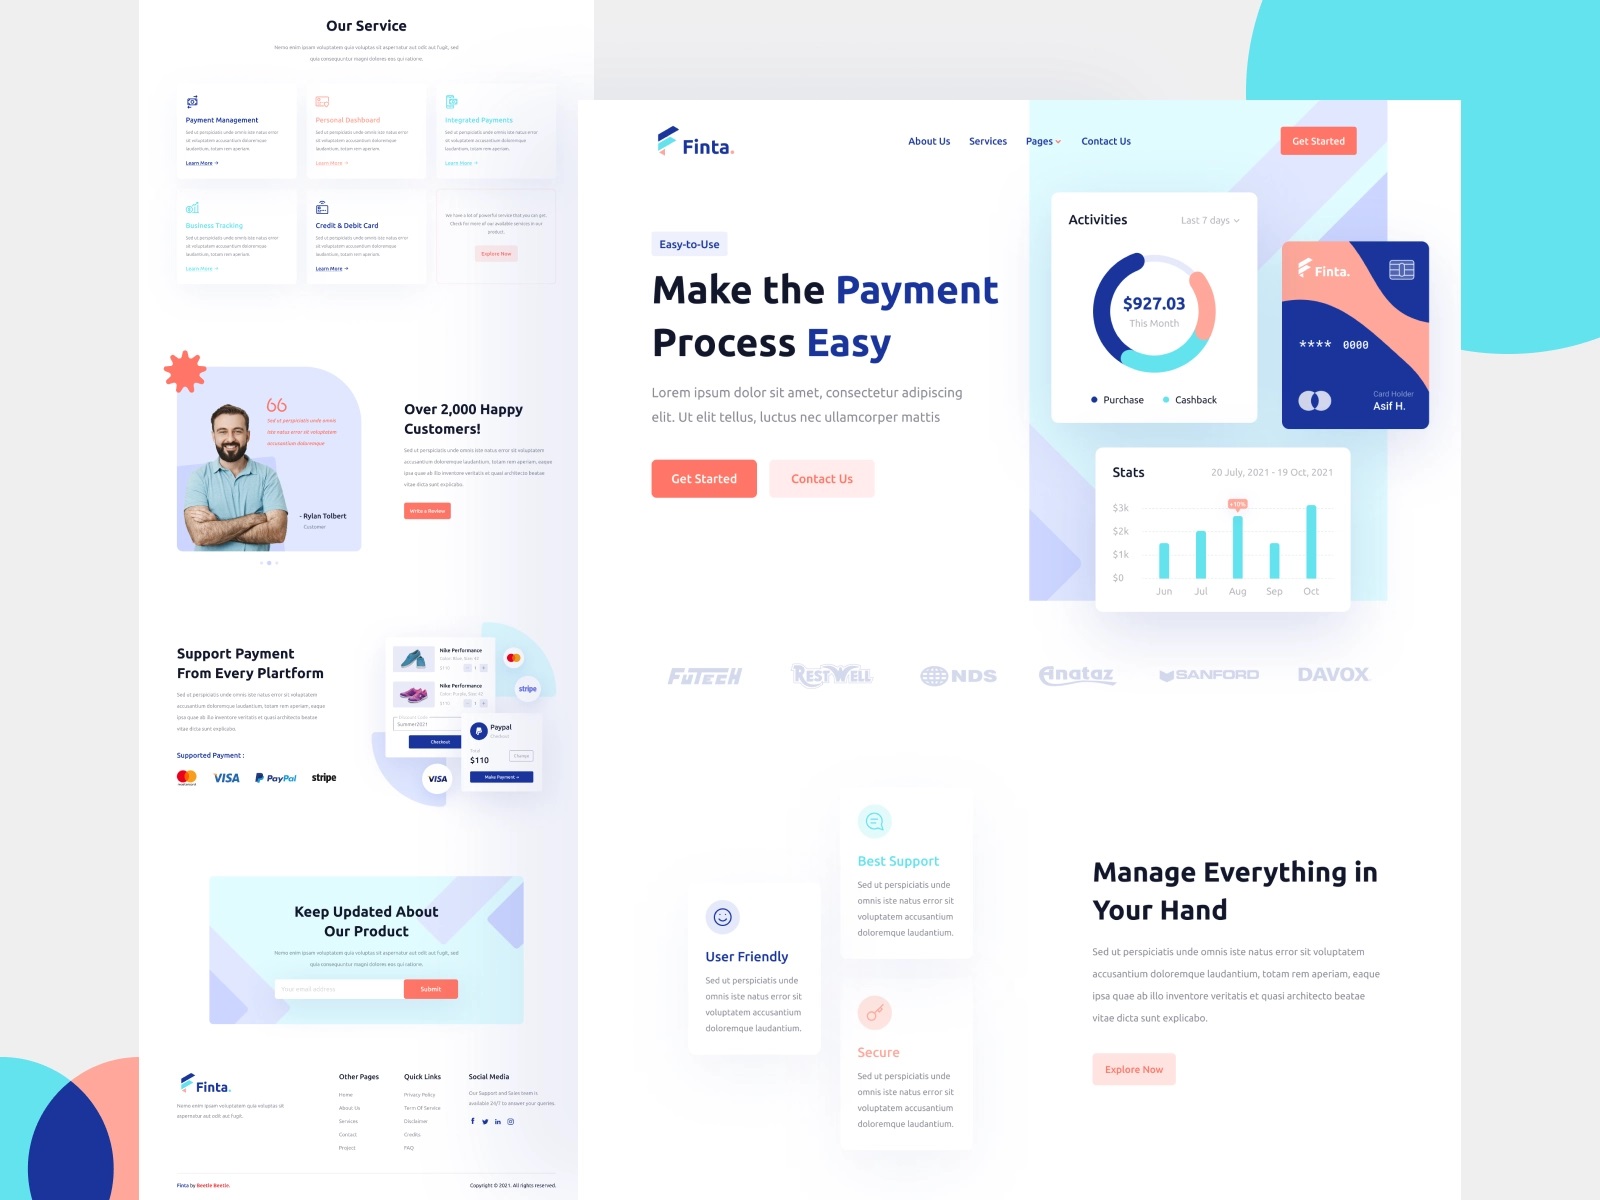 Our Service
Nemo enim ipsam voluptatem quia voluptas sit aspernatur aut odit aut fugit, sed
quia consequuntur magni dolores eos qui ratione.
Payment Management
Sed ut perspiciatis unde omnis iste natus error
sit voluptatem accusantium doloremque
laudantium, totam rem aperiam.
Learn More →
Personal Dashboard
Sed ut perspiciatis unde omnis iste natus error
sit voluptatem accusantium doloremque
laudantium, totam rem aperiam.
Learn More →
Integrated Payments
Sed ut perspiciatis unde omnis iste natus error
sit voluptatem accusantium doloremque
laudantium, totam rem aperiam.
Learn More →
Business Tracking
Sed ut perspiciatis unde omnis iste natus error
sit voluptatem accusantium doloremque
laudantium, totam rem aperiam.
Learn More →
Credit & Debit Card
Sed ut perspiciatis unde omnis iste natus error
sit voluptatem accusantium doloremque
laudantium, totam rem aperiam.
Learn More →
We have a lot of powerful service that you can get.
Check for more of our available services in our
product.
Explore Now
66
Sed ut perspiciatis unde omnis
iste natus error sit voluptatem
accusantium doloremque
- Rylan Tolbert
Customer
Over 2,000 Happy
Customers!
Sed ut perspiciatis unde omnis iste natus error sit voluptatem
accusantium doloremque laudantium, totam rem aperiam, eaque
ipsa quae ab illo inventore veritatis et quasi architecto beatae
vitae dicta sunt explicabo.
Write a Review
Support Payment
From Every Plartform
Sed ut perspiciatis unde omnis iste natus error sit voluptatem
accusantium doloremque laudantium, totam rem aperiam, eaque
ipsa quae ab illo inventore veritatis et quasi architecto beatae
vitae dicta sunt explicabo.
Supported Payment :
mastercard
VISA
PayPal
stripe
Nike Performance
Color: Blue, Size: 42
$110
- 1 +
Nike Performance
Color: Purple, Size: 42
$110
- 1 +
Discount Code
Summer2021
Checkout
stripe
VISA
Paypal
Checkout
Total
$110
Change
Make Payment →
Keep Updated About
Our Product
Nemo enim ipsam voluptatem quia voluptas sit aspernatur aut odit aut fugit, sed
quia consequuntur magni dolores eos qui ratione.
Your email address
Submit
Finta.
Nemo enim ipsam voluptatem quia voluptas sit
aspernatur aut odit aut fugit.
Other Pages
Home
About Us
Services
Contact
Project
Quick Links
Privacy Policy
Term Of Service
Disclaimer
Credits
FAQ
Social Media
Our Support and Sales team is
available 24/7 to answer your queries.
Finta by Beetle Beetle.
Copyright © 2021. All rights reserved.
Finta.
About Us
Services
Pages
Contact Us
Get Started
Easy-to-Use
Make the Payment
Process Easy
Lorem ipsum dolor sit amet, consectetur adipiscing
elit. Ut elit tellus, luctus nec ullamcorper mattis
Get Started
Contact Us
Activities
Last 7 days
$927.03
This Month
Purchase
Cashback
Finta.
**** 0000
Card Holder
Asif H.
Stats
20 July, 2021 - 19 Oct, 2021
+10%
$3k
$2k
$1k
$0
Jun Jul Aug Sep Oct
FUTECH
RESTWELL
NDS
Anataz
SANFORD
DAVOX
User Friendly
Sed ut perspiciatis unde
omnis iste natus error sit
voluptatem accusantium
doloremque laudantium.
Best Support
Sed ut perspiciatis unde
omnis iste natus error sit
voluptatem accusantium
doloremque laudantium.
Secure
Sed ut perspiciatis unde
omnis iste natus error sit
voluptatem accusantium
doloremque laudantium.
Manage Everything in
Your Hand
Sed ut perspiciatis unde omnis iste natus error sit voluptatem
accusantium doloremque laudantium, totam rem aperiam, eaque
ipsa quae ab illo inventore veritatis et quasi architecto beatae
vitae dicta sunt explicabo.
Explore Now